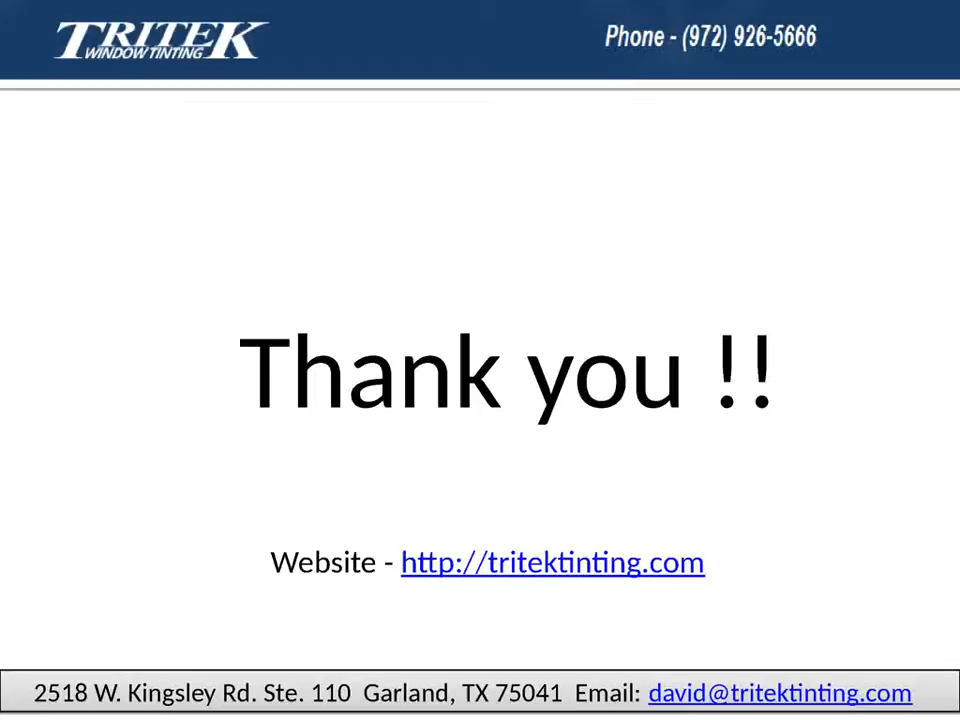 TRITEK
WINDOW TINTING
Phone - (972) 926-5666
Thank you !!
Website - http://tritektinting.com
2518 W. Kingsley Rd. Ste. 110 Garland, TX 75041 Email: david@tritektinting.com